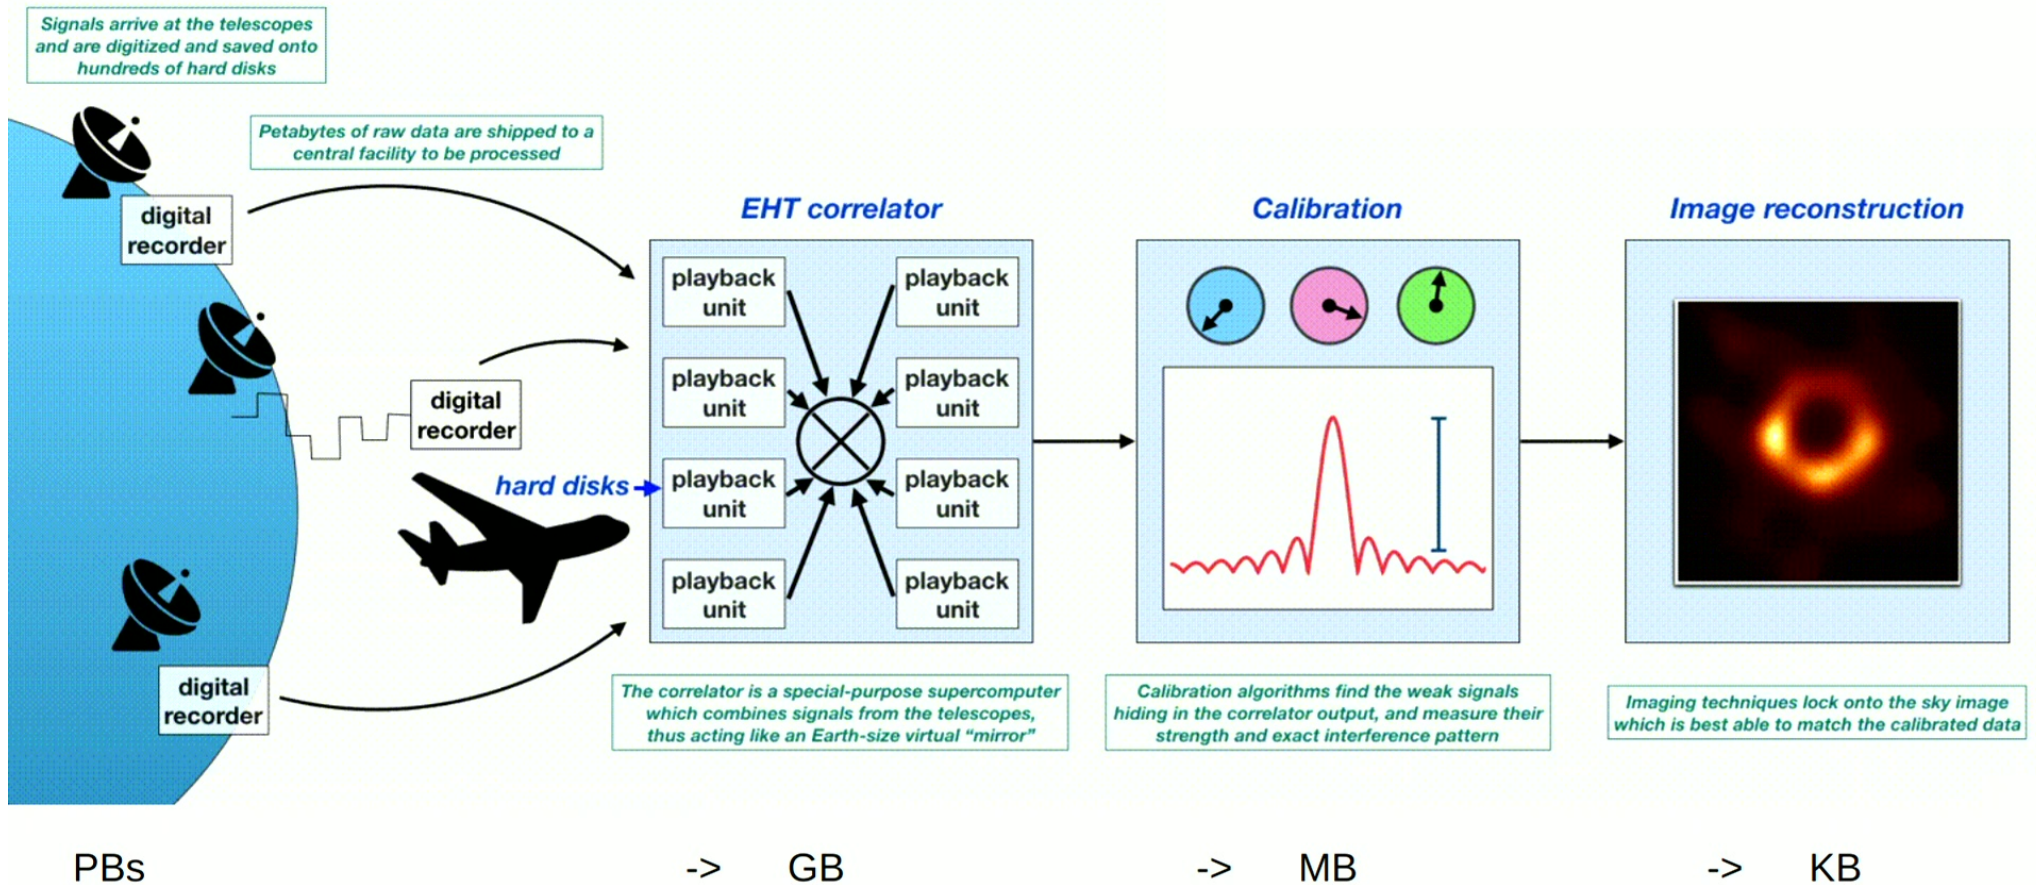 Signals arrive at the telescopes
and are digitized and saved onto
hundreds of hard disks
Petabytes of raw data are shipped to a
central facility to be processed
digital
recorder
digital
recorder
digital
recorder
hard disks
EHT correlator
playback
unit
playback
unit
playback
unit
playback
unit
playback
unit
playback
unit
playback
unit
playback
unit
The correlator is a special-purpose supercomputer
which combines signals from the telescopes,
thus acting like an Earth-size virtual “mirror”
Calibration
Calibration algorithms find the weak signals
hiding in the correlator output, and measure their
strength and exact interference pattern
Image reconstruction
Imaging techniques lock onto the sky image
which is best able to match the calibrated data
PBs -> GB -> MB -> KB